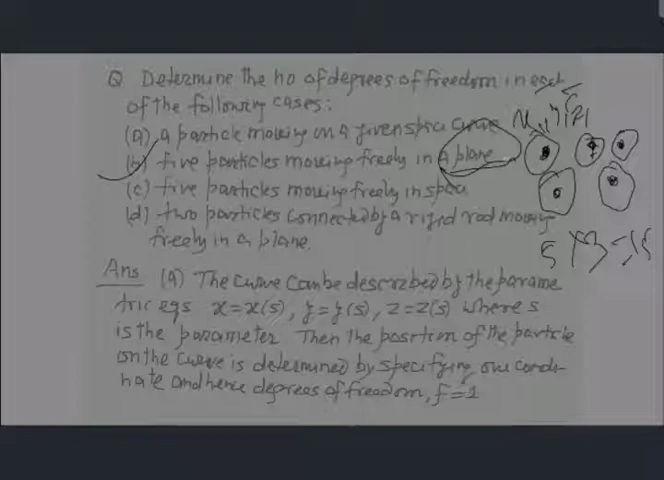 Q Determine the no of degrees of freedom in each
of the following cases:
(a) a particle moving on a given space curve
(b) five particles moving freely in a plane
(c) five particles moving freely in space
(d) two particles connected by a rigid rod moving
freely in a plane.
Ans (a) The curve can be described by the parame
tric eqs x=x(s), y=y(s), z=z(s) where s
is the parameter. Then the position of the particle
on the curve is determined by specifying one coordi-
nate and hence degrees of freedom, f=1